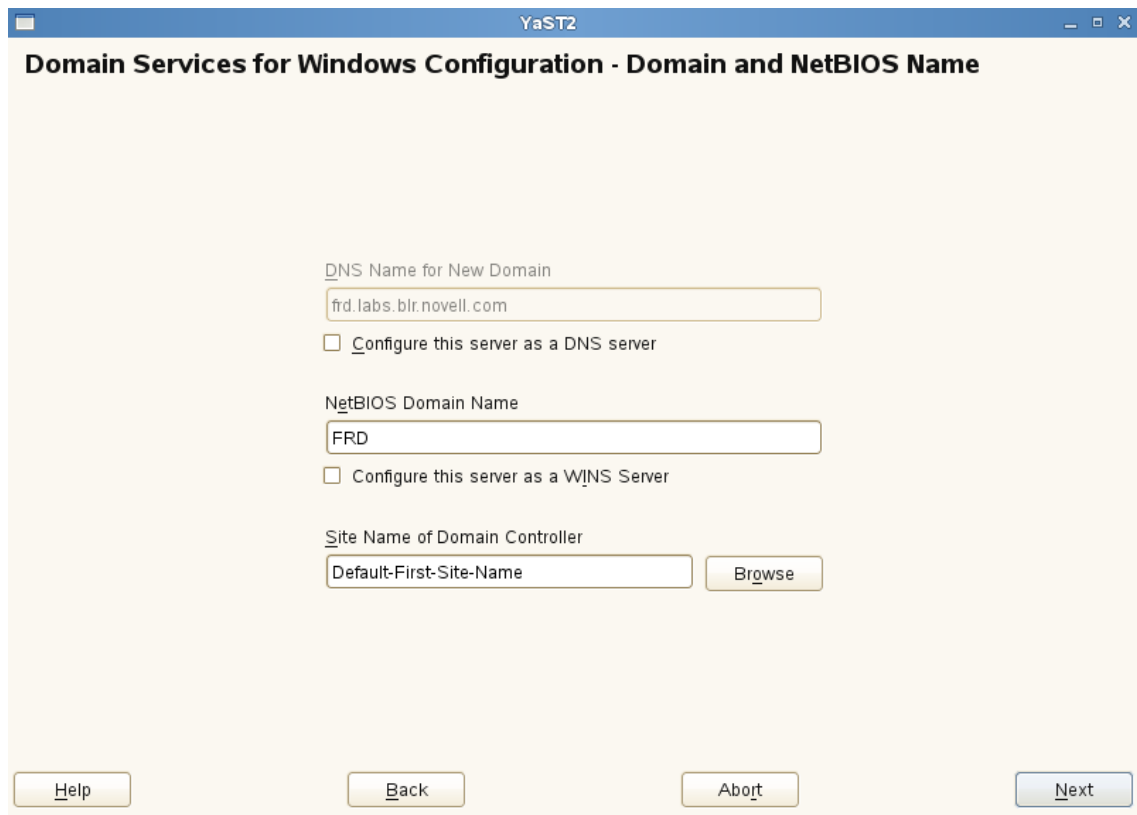 YaST2
Domain Services for Windows Configuration - Domain and NetBIOS Name
DNS Name for New Domain
frd.labs.blr.novell.com
Configure this server as a DNS server
NetBIOS Domain Name
FRD
Configure this server as a WINS Server
Site Name of Domain Controller
Default-First-Site-Name
Browse
Help
Back
Abort
Next